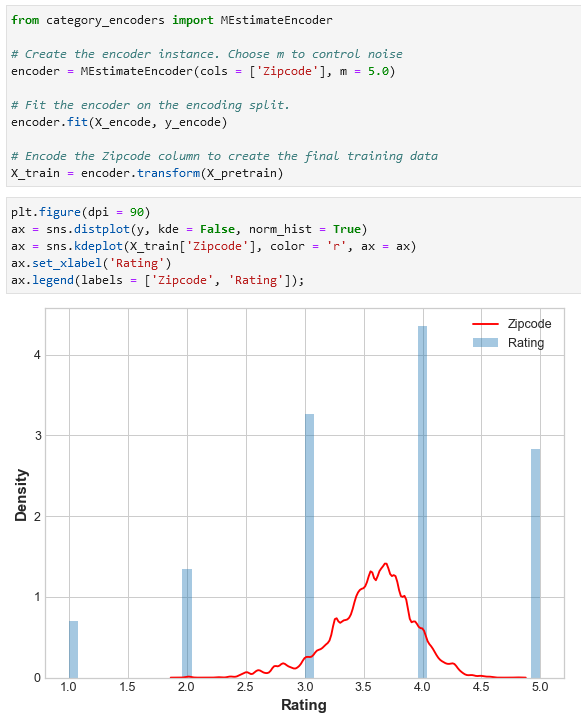 from category_encoders import MEstimateEncoder
# Create the encoder instance. Choose m to control noise
encoder = MEstimateEncoder(cols = ['Zipcode'], m = 5.0)
# Fit the encoder on the encoding split.
encoder.fit(X_encode, y_encode)
# Encode the Zipcode column to create the final training data
X_train = encoder.transform(X_pretrain)
plt.figure(dpi = 90)
ax = sns.distplot(y, kde = False, norm_hist = True)
ax = sns.kdeplot(X_train['Zipcode'], color = 'r', ax = ax)
ax.set_xlabel('Rating')
ax.legend(labels = ['Zipcode', 'Rating']);
Zipcode
Rating
4
3
2
1
0
Density
1.0 1.5 2.0 2.5 3.0 3.5 4.0 4.5 5.0
Rating